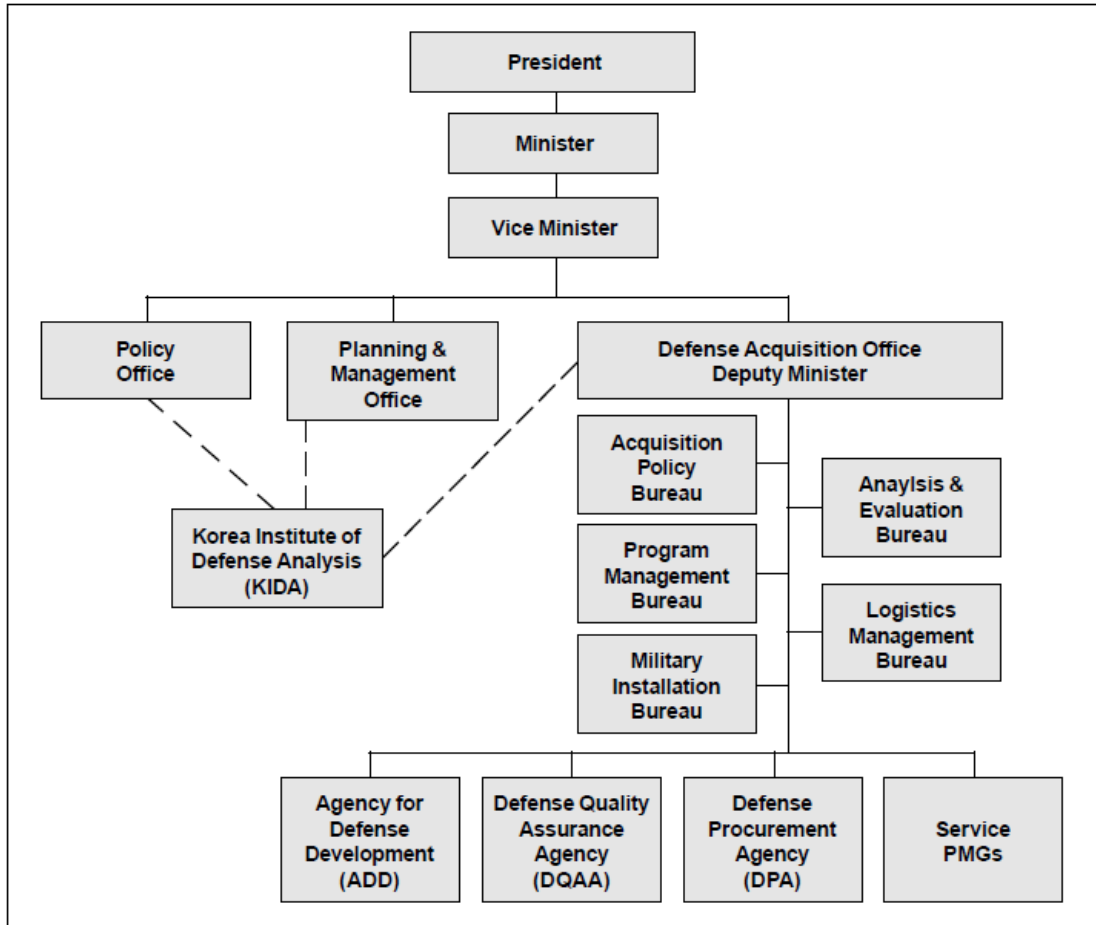 President
Minister
Vice Minister
Policy
Office
Planning &
Management
Office
Defense Acquisition Office
Deputy Minister
Acquisition
Policy
Bureau
Anaylsis &
Evaluation
Bureau
Korea Institute of
Defense Analysis
(KIDA)
Program
Management
Bureau
Logistics
Management
Bureau
Military
Installation
Bureau
Agency for
Defense
Development
(ADD)
Defense Quality
Assurance
Agency
(DQAA)
Defense
Procurement
Agency
(DPA)
Service
PMGs